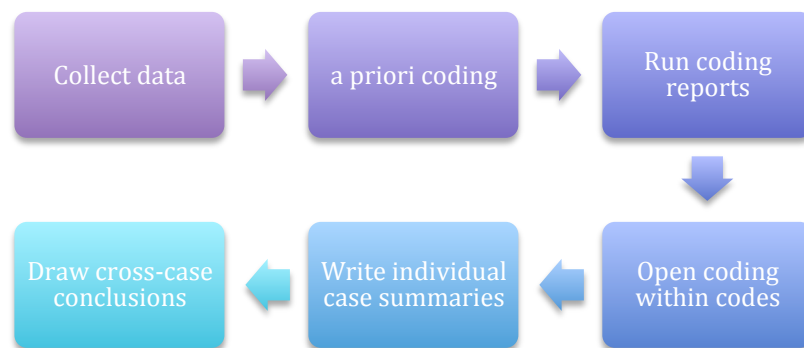 Collect data
a priori coding
Run coding
reports
Open coding
within codes
Write individual
case summaries
Draw cross-case
conclusions